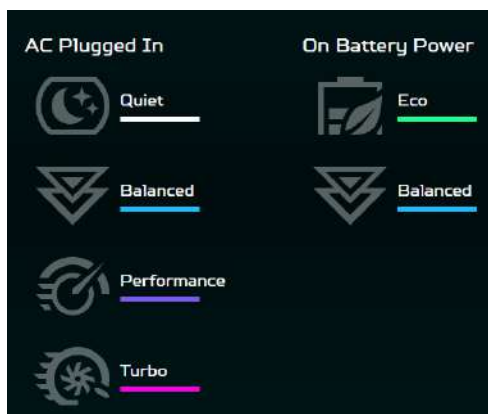 AC Plugged In
On Battery Power
Quiet
Eco
Balanced
Balanced
Performance
Turbo